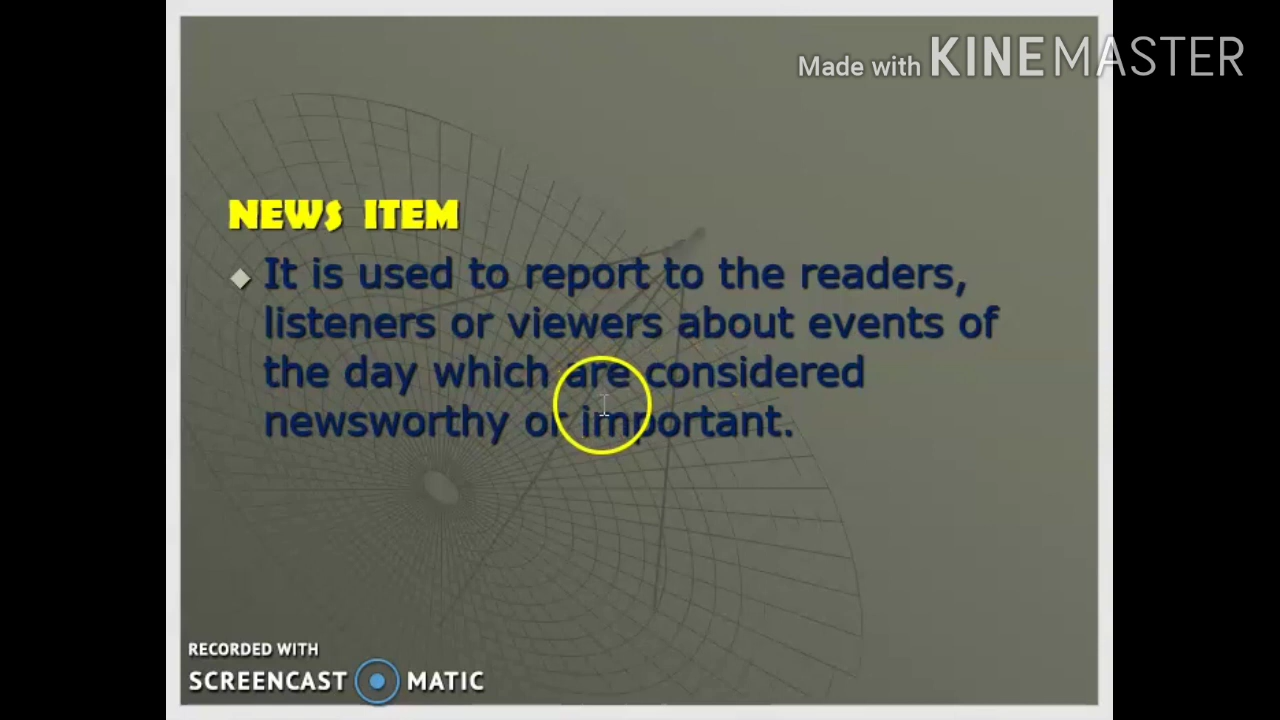 Made with KINEMASTER
NEWS ITEM
It is used to report to the readers,
listeners or viewers about events of
the day which are considered
newsworthy or important.
RECORDED WITH
SCREENCAST MATIC